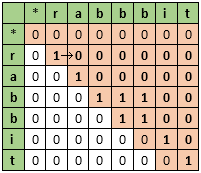 * r a b b b i t
* 0 0 0 0 0 0 0 0
r 0 1→0 0 0 0 0 0
a 0 0 1 0 0 0 0 0
b 0 0 0 1 1 1 0 0
b 0 0 0 0 1 1 0 0
i 0 0 0 0 0 0 1 0
t 0 0 0 0 0 0 0 1